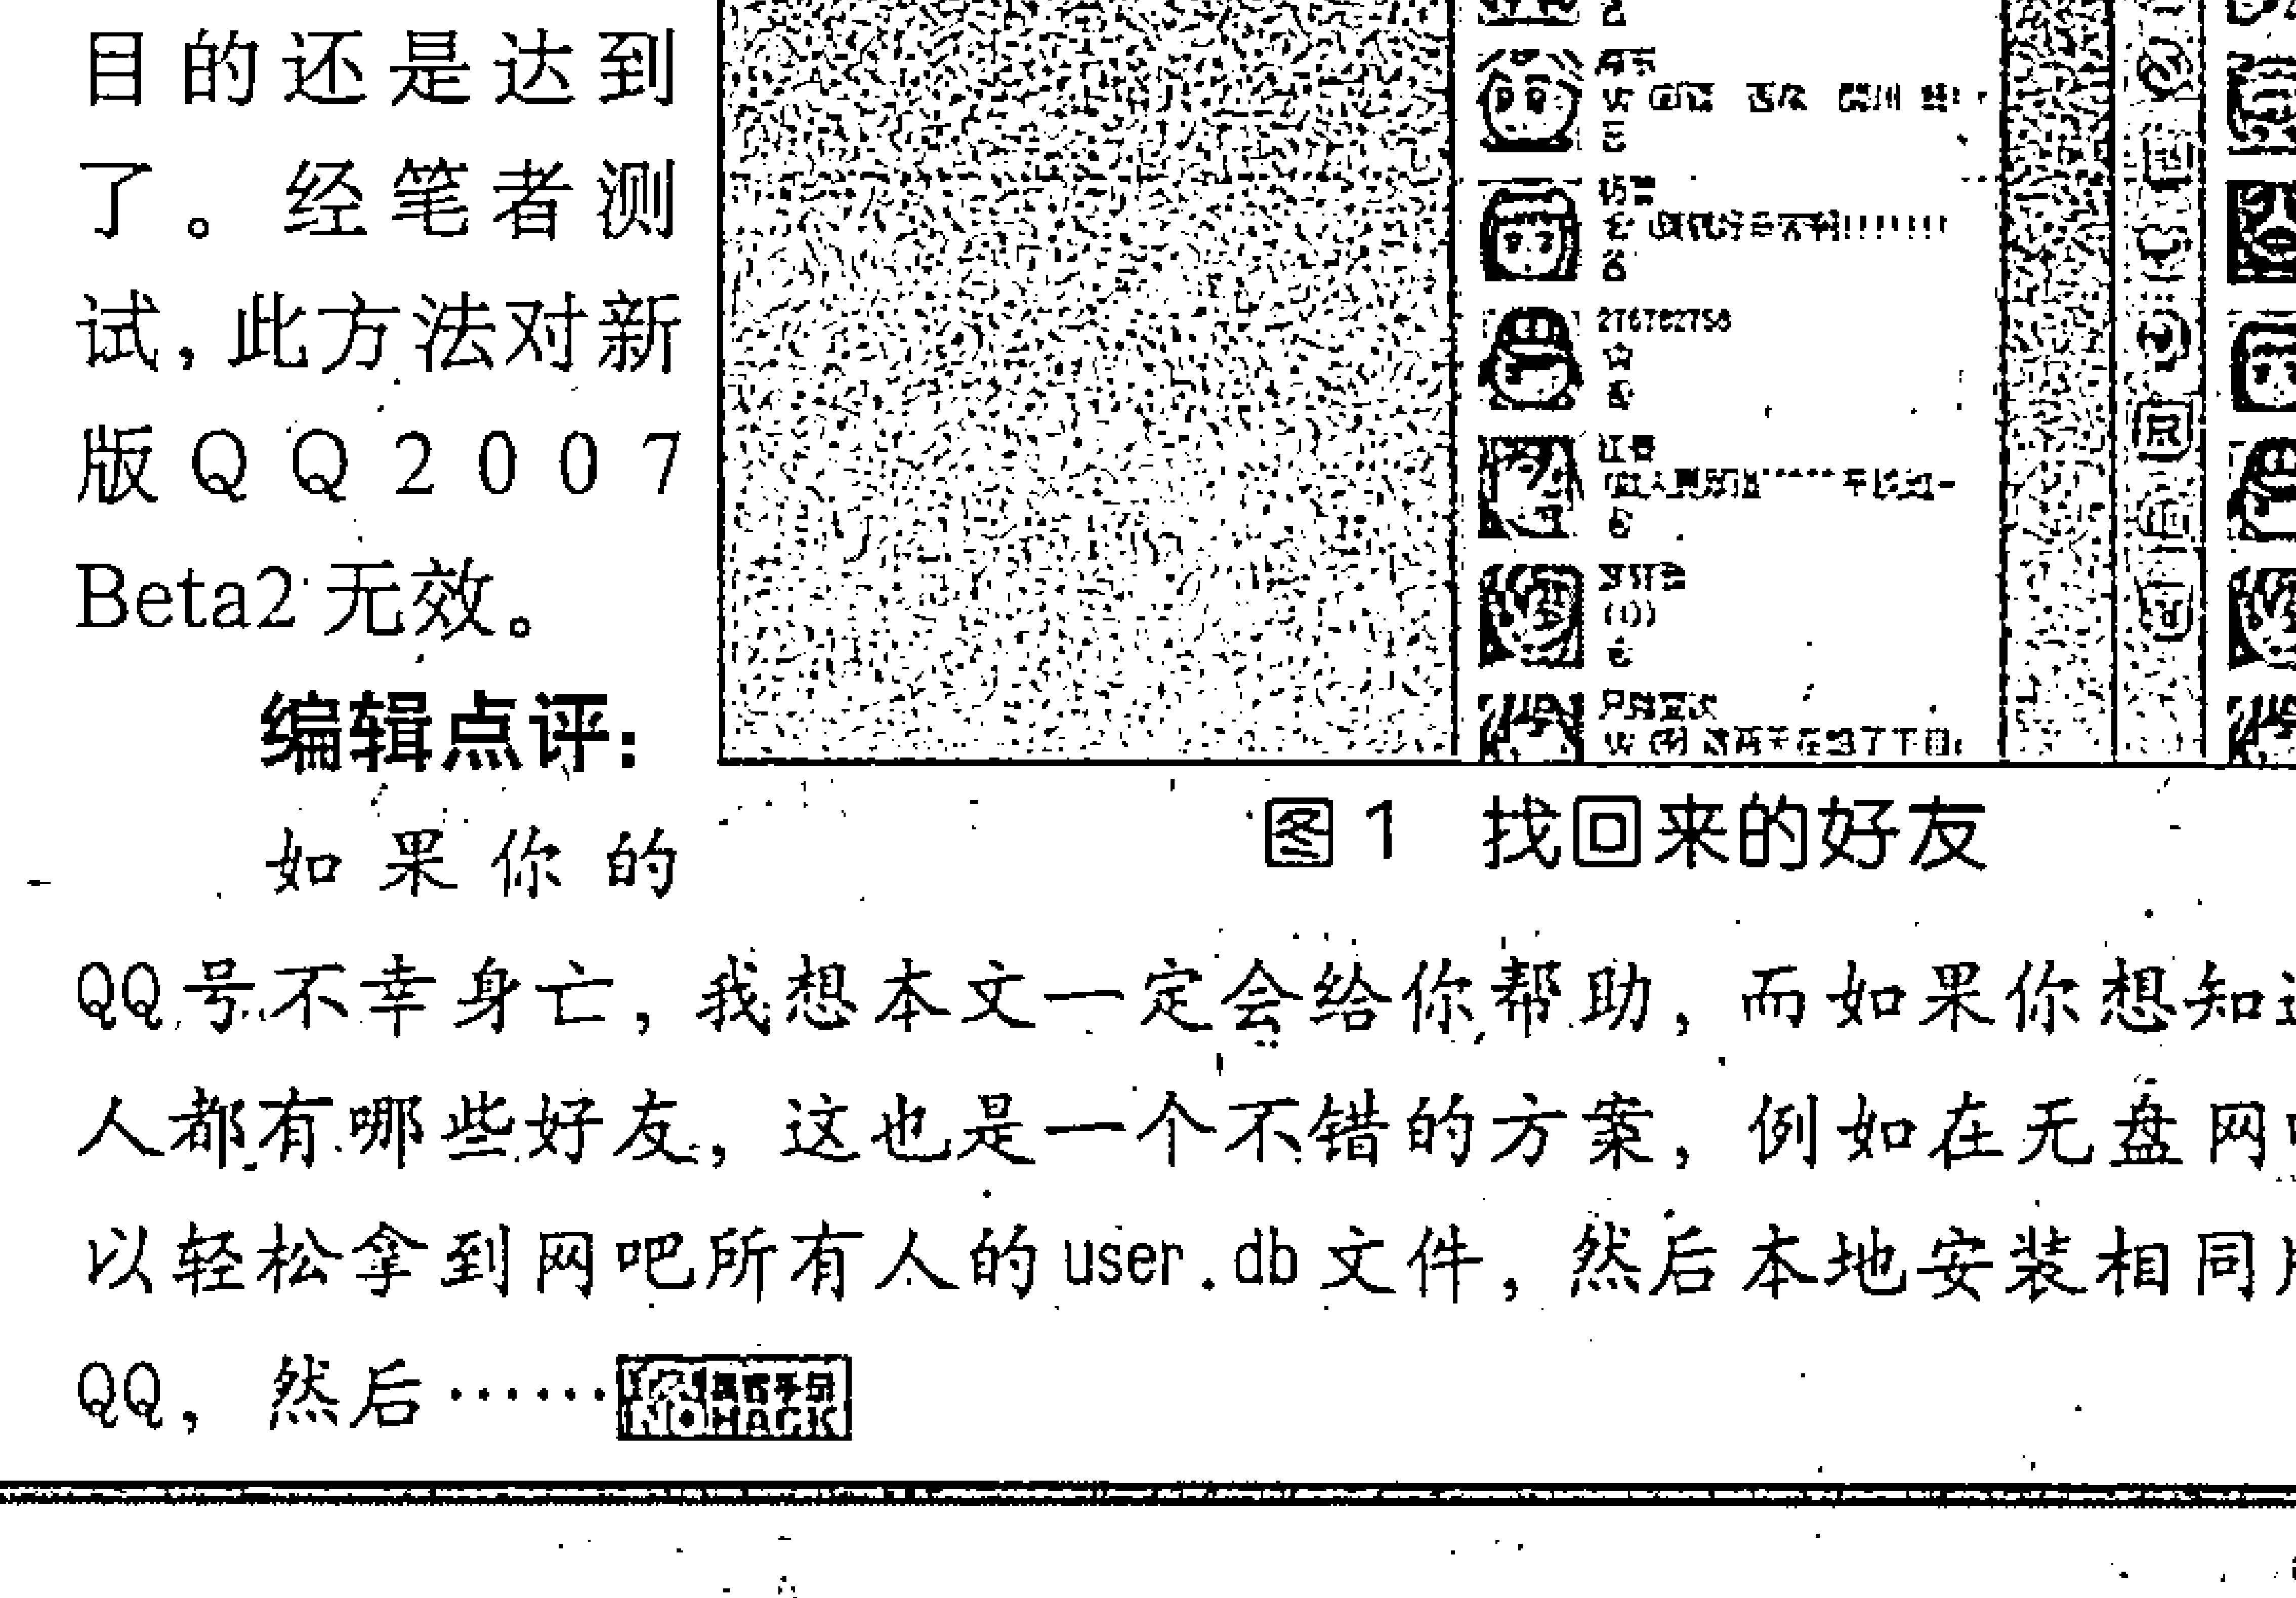 目的还是达到
了。经笔者测
试,此方法对新
版QQ2007
Beta2无效。
编辑点评:
如果你的
276782756
图1 找回来的好友
QQ号不幸身亡,我想本文一定会给你帮助,而如果你想知
人都有哪些好友,这也是一个不错的方案,例如在无盘网
以轻松拿到网吧所有人的user.db文件,然后本地安装相同
QQ,然后……
黑客手册
NOHACK